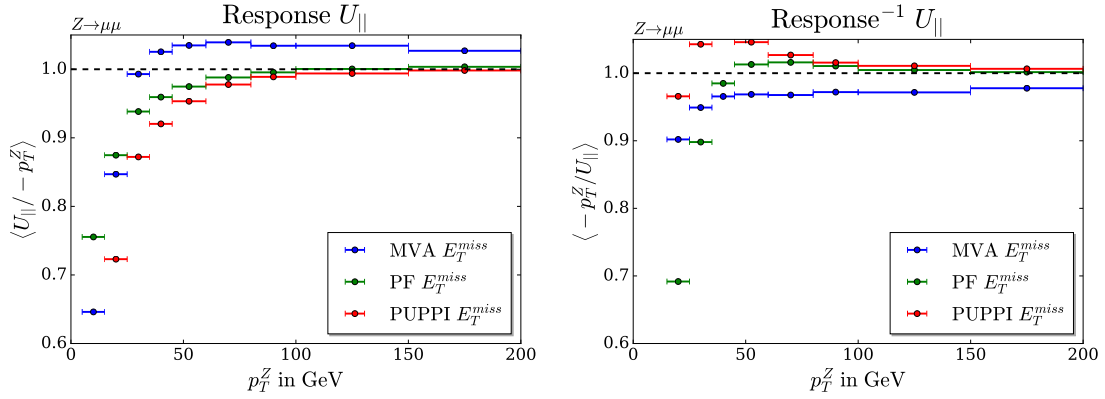 Response U||
Z→μμ
1.0
0.9
0.8
0.7
0.6
⟨U||/−p_T^Z⟩
MVA E_T^miss
PF E_T^miss
PUPPI E_T^miss
0 50 100 150 200
p_T^Z in GeV
Response⁻¹ U||
Z→μμ
1.0
0.9
0.8
0.7
0.6
⟨−p_T^Z/U||⟩
MVA E_T^miss
PF E_T^miss
PUPPI E_T^miss
0 50 100 150 200
p_T^Z in GeV